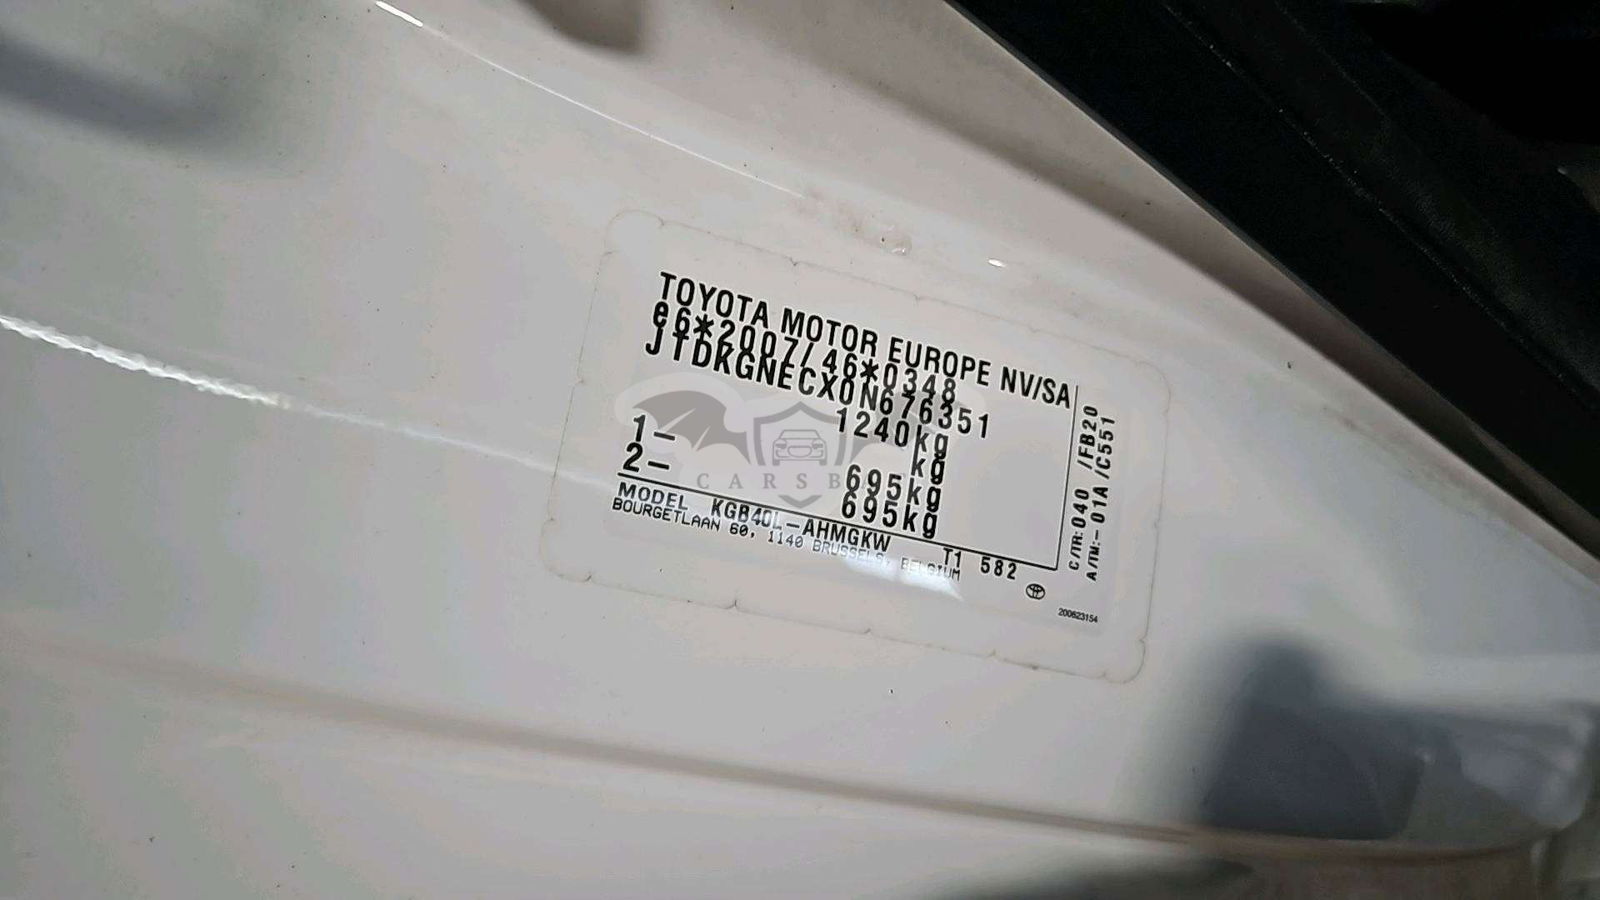 TOYOTA MOTOR EUROPE NV/SA
e6*2007/46*0348
JTDKGNECX0N676351
1240kg
kg
1- 695kg
2- 695kg
MODEL KGB40L-AHMGKW T1 582
BOURGETLAAN 60, 1140 BRUSSELS, BELGIUM
C/TR:040 /FB20
A/TM:-01A /C551
200623154